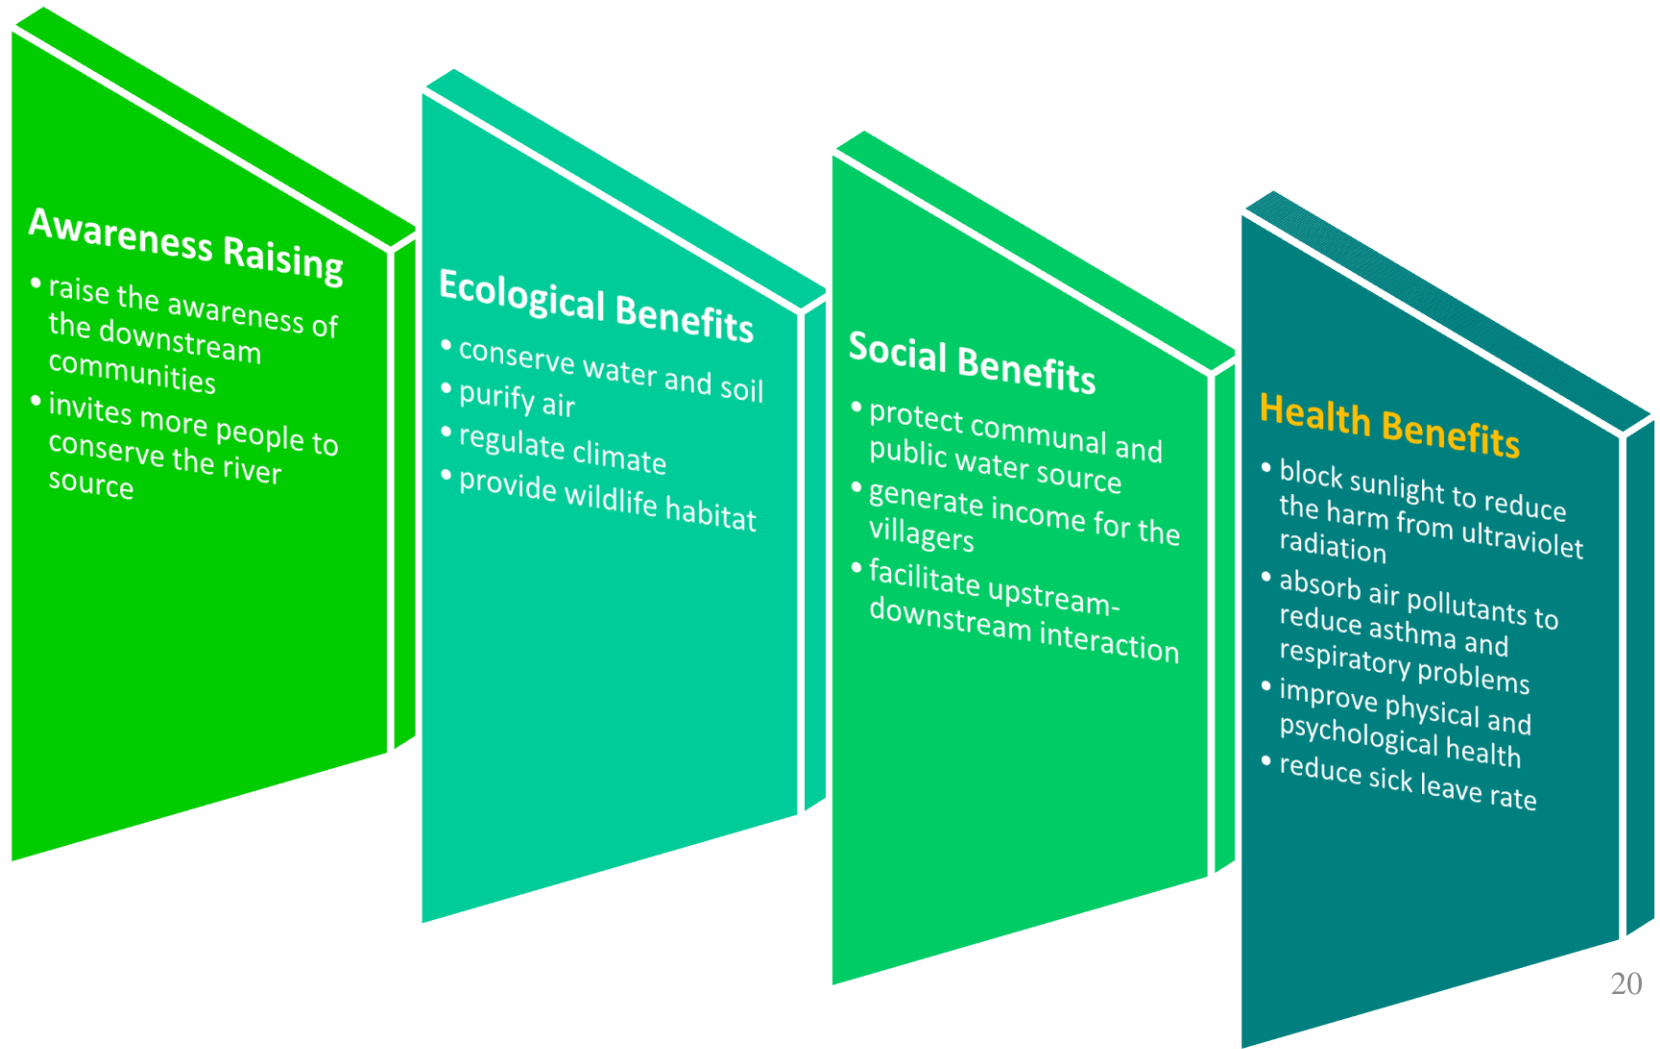 Awareness Raising
• raise the awareness of
the downstream
communities
• invites more people to
conserve the river
source
Ecological Benefits
• conserve water and soil
• purify air
• regulate climate
• provide wildlife habitat
Social Benefits
• protect communal and
public water source
• generate income for the
villagers
• facilitate upstream-
downstream interaction
Health Benefits
• block sunlight to reduce
the harm from ultraviolet
radiation
• absorb air pollutants to
reduce asthma and
respiratory problems
• improve physical and
psychological health
• reduce sick leave rate
20